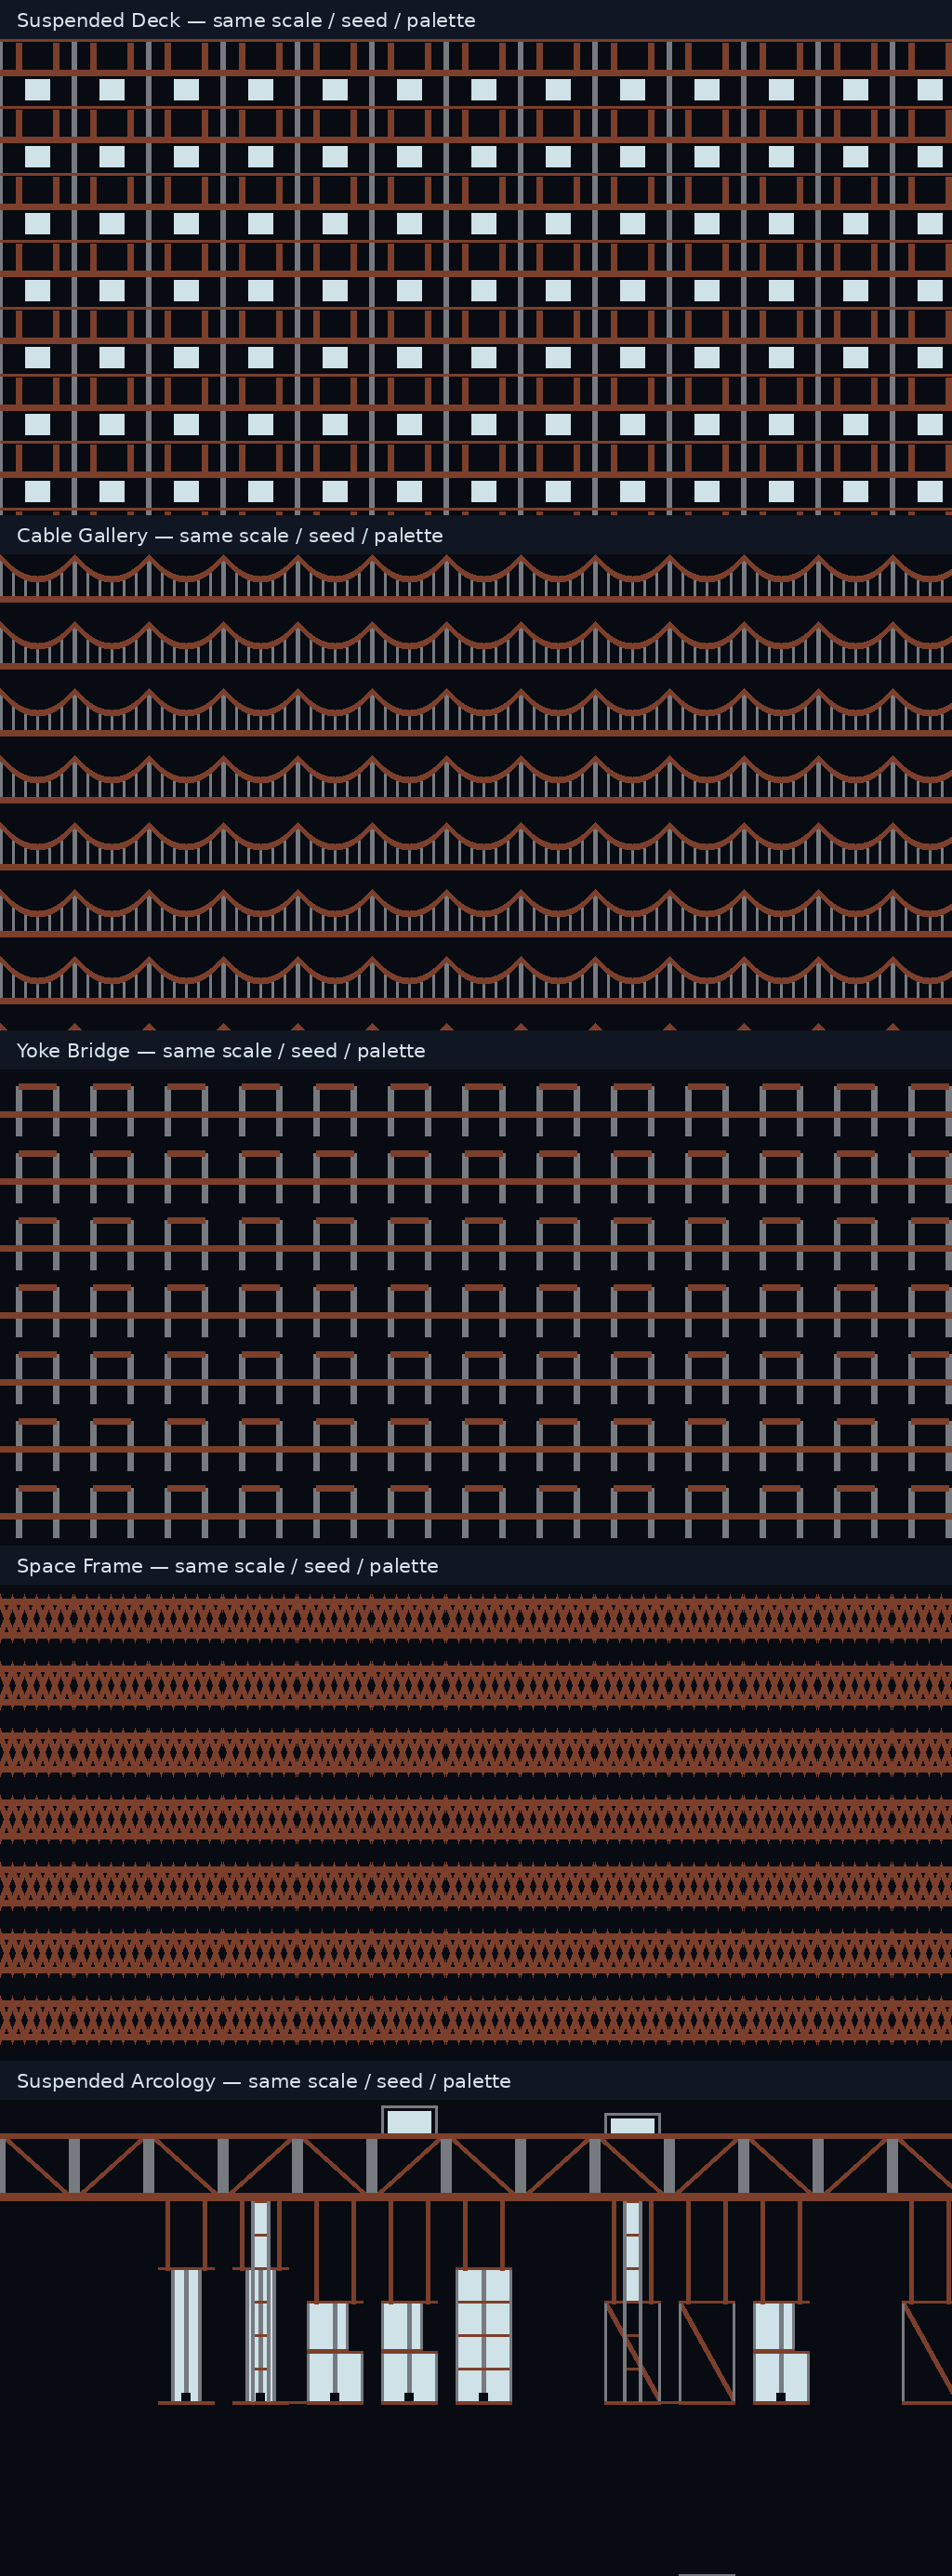 Suspended Deck — same scale / seed / palette
Cable Gallery — same scale / seed / palette
Yoke Bridge — same scale / seed / palette
Space Frame — same scale / seed / palette
Suspended Arcology — same scale / seed / palette